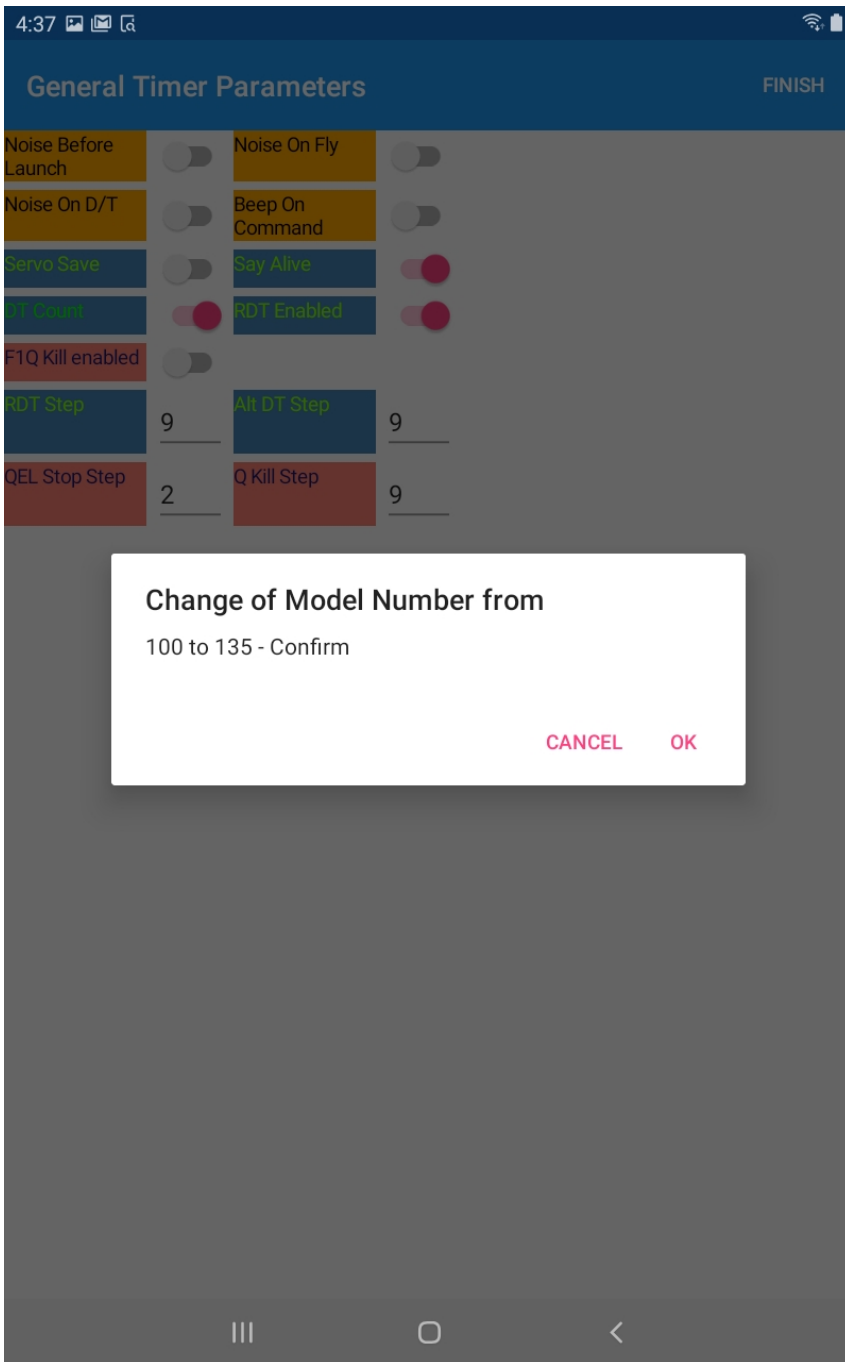 4:37
General Timer Parameters FINISH
Noise Before
Launch
Noise On Fly
Noise On D/T
Beep On
Command
Servo Save
Say Alive
DT Count
RDT Enabled
F1Q Kill enabled
RDT Step
9
Alt DT Step
9
QEL Stop Step
2
Q Kill Step
9
Change of Model Number from
100 to 135 - Confirm
CANCEL OK